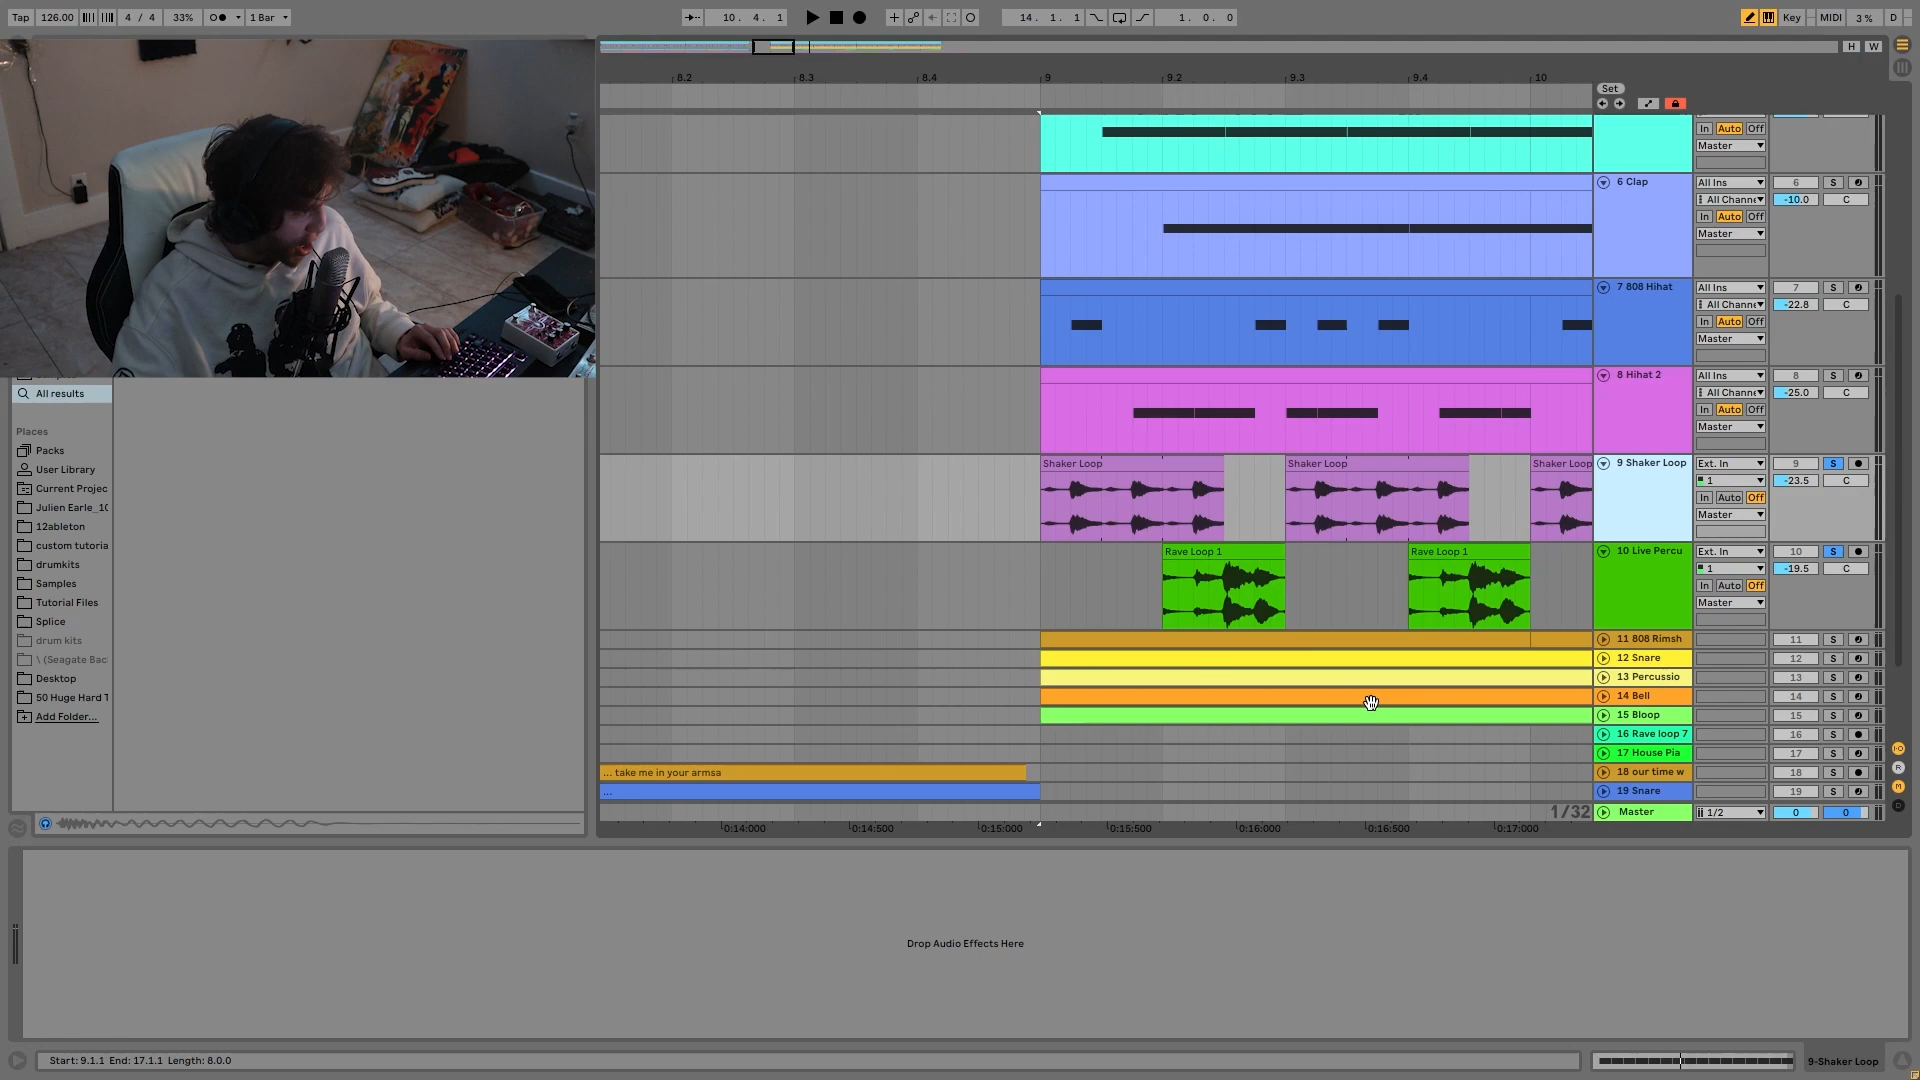 Tap 126.00 4 / 4 33% 1 Bar
10. 4. 1
14. 1. 1
1. 0. 0
Key MIDI 3 % D
H W
8.2 8.3 8.4 9 9.2 9.3 9.4 10
Set
In Auto Off
Master
6 Clap All Ins 6 S
All Channe -10.0 C
In Auto Off
Master
7 808 Hihat All Ins 7 S
All Channe -22.8 C
In Auto Off
Master
8 Hihat 2 All Ins 8 S
All Channe -25.0 C
In Auto Off
Master
Shaker Loop Shaker Loop Shaker Loop 9 Shaker Loop Ext. In 9 S
1 -23.5 C
In Auto Off
Master
Rave Loop 1 Rave Loop 1 10 Live Percu Ext. In 10 S
1 -19.5 C
In Auto Off
Master
11 808 Rimsh 11 S
12 Snare 12 S
13 Percussio 13 S
14 Bell 14 S
15 Bloop 15 S
16 Rave loop 7 16 S
17 House Pia 17 S
... take me in your armsa 18 our time w 18 S
... 19 Snare 19 S
1/32 Master 1/2 0 0
0:14:000 0:14:500 0:15:000 0:15:500 0:16:000 0:16:500 0:17:000
All results
Places
Packs
User Library
Current Projec
Julien Earle_10
12ableton
custom tutoria
drumkits
Samples
Tutorial Files
Splice
drum kits
\ (Seagate Bac
Desktop
50 Huge Hard T
Add Folder...
Drop Audio Effects Here
Start: 9.1.1 End: 17.1.1 Length: 8.0.0
9-Shaker Loop